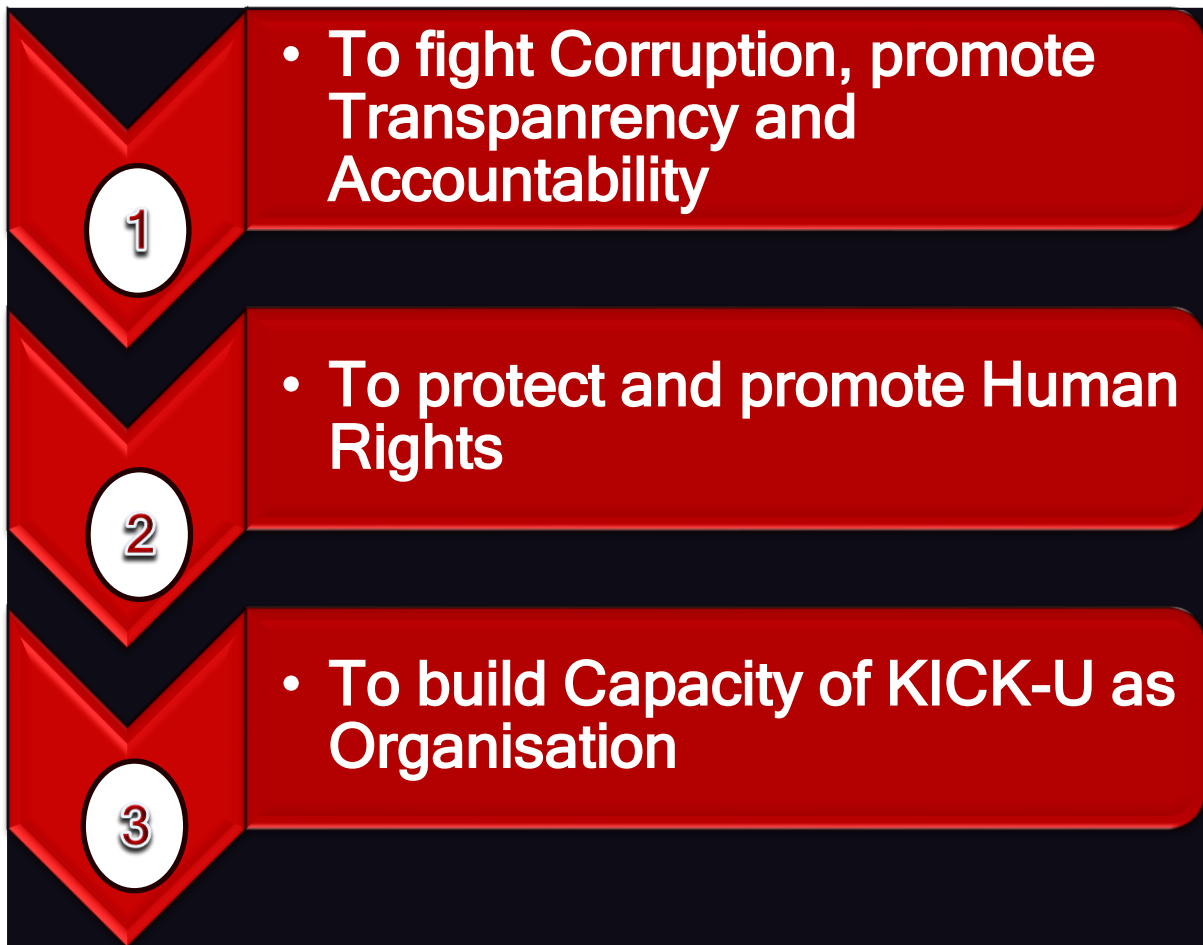 • To fight Corruption, promote
Transpanrency and
Accountability
1
• To protect and promote Human
Rights
2
• To build Capacity of KICK-U as
Organisation
3